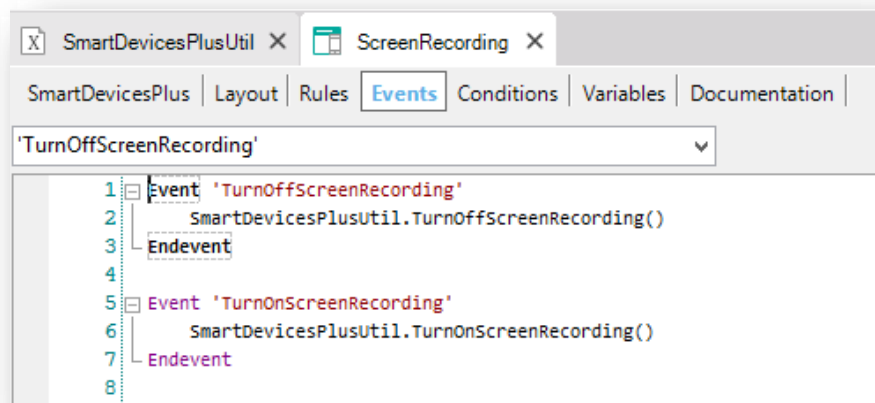 SmartDevicesPlusUtil X ScreenRecording X
SmartDevicesPlus Layout Rules Events Conditions Variables Documentation
'TurnOffScreenRecording'
1 Event 'TurnOffScreenRecording'
2 SmartDevicesPlusUtil.TurnOffScreenRecording()
3 Endevent
4
5 Event 'TurnOnScreenRecording'
6 SmartDevicesPlusUtil.TurnOnScreenRecording()
7 Endevent
8